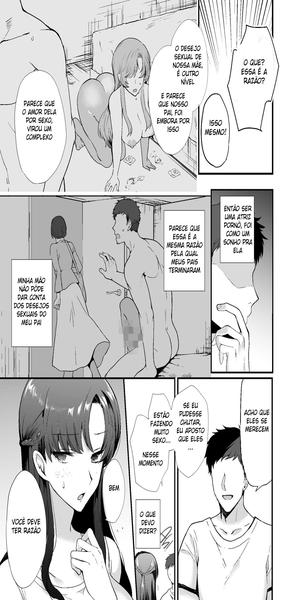 O QUE?
ESSA É A
RAZÃO?
ISSO
MESMO!
O DESEJO
SEXUAL DE
NOSSA MÃE,
É OUTRO
NÍVEL
E PARECE
QUE NOSSO
PAI, FOI
EMBORA POR
ISSO
PARECE QUE
O AMOR DELA
POR SEXO,
VIROU UM
COMPLEXO
ENTÃO SER
UMA ATRIZ
PORNÔ, FOI
COMO UM
SONHO PRA
ELA
PARECE QUE
ESSA É A
MESMA RAZÃO
PELA QUAL
MEUS PAIS
TERMINARAM
MINHA MÃO
NÃO PÔDE
DAR CONTA
DOS DESEJOS
SEXUAIS DO
MEU PAI
ACHO QUE
ELES SE
MERECEM
SE EU
PUDESSE
CHUTAR,
EU APOSTO
QUE ELES
...
ESTÃO
FAZENDO
MUITO
SEXO...
NESSE
MOMENTO
O QUE
DEVO
DIZER?
BEM
VOCÊ DEVE
TER RAZÃO